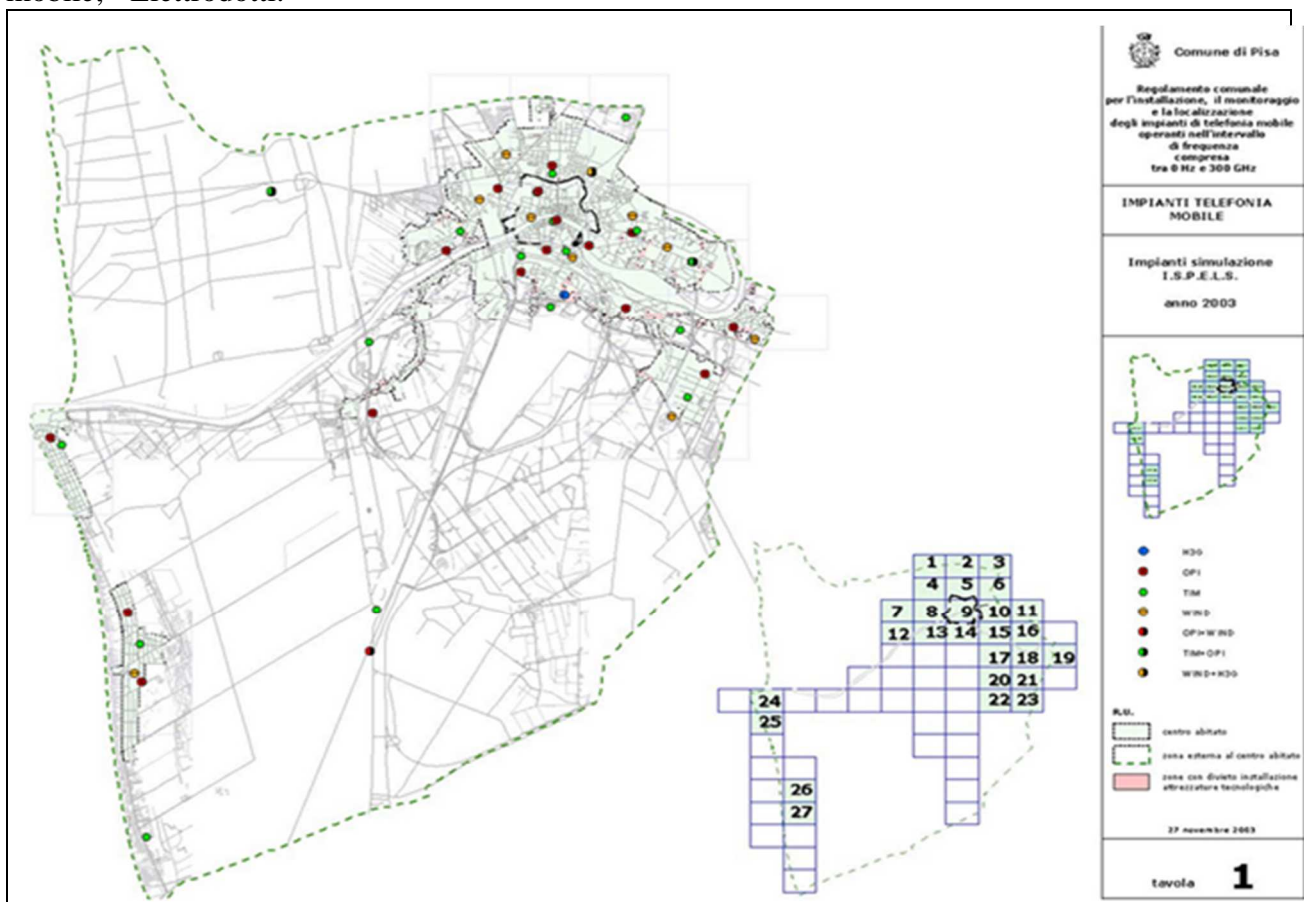 Comune di Pisa
Regolamento comunale
per l'installazione, il monitoraggio
e la localizzazione
degli impianti di telefonia mobile
operanti nell'intervallo
di frequenza
compresa
tra 0 Hz e 300 GHz
IMPIANTI TELEFONIA
MOBILE
Impianti simulazione
I.S.P.E.L.S.
anno 2003
H3G
OPI
TIM
WIND
OPI+WIND
TIM+OPI
WIND+H3G
R.U.
centro abitato
zona esterna al centro abitato
zone con divieto installazione
attrezzature tecnologiche
27 novembre 2003
tavola 1
1 2 3
4 5 6
7 8 9 10 11
12 13 14 15 16
17 18 19
20 21
22 23
24
25
26
27